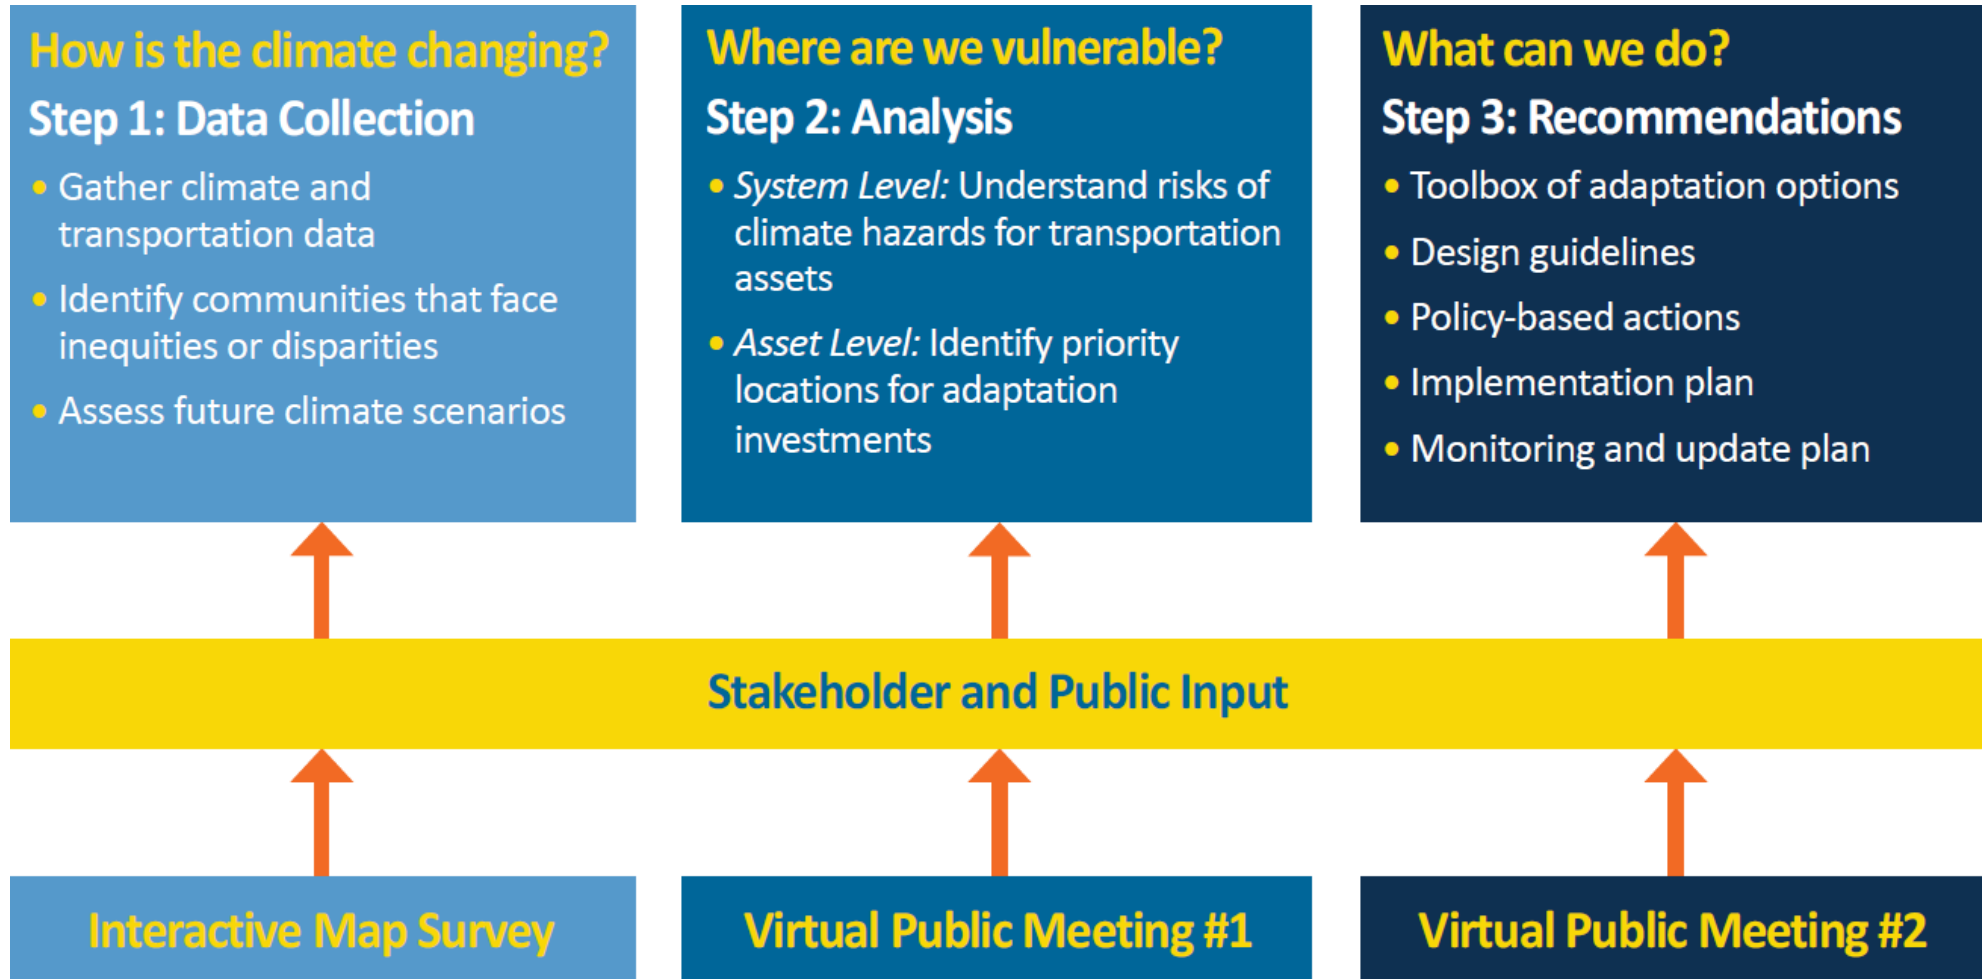 How is the climate changing?
Step 1: Data Collection
• Gather climate and
transportation data
• Identify communities that face
inequities or disparities
• Assess future climate scenarios
Where are we vulnerable?
Step 2: Analysis
• System Level: Understand risks of
climate hazards for transportation
assets
• Asset Level: Identify priority
locations for adaptation
investments
What can we do?
Step 3: Recommendations
• Toolbox of adaptation options
• Design guidelines
• Policy-based actions
• Implementation plan
• Monitoring and update plan
Stakeholder and Public Input
Interactive Map Survey
Virtual Public Meeting #1
Virtual Public Meeting #2